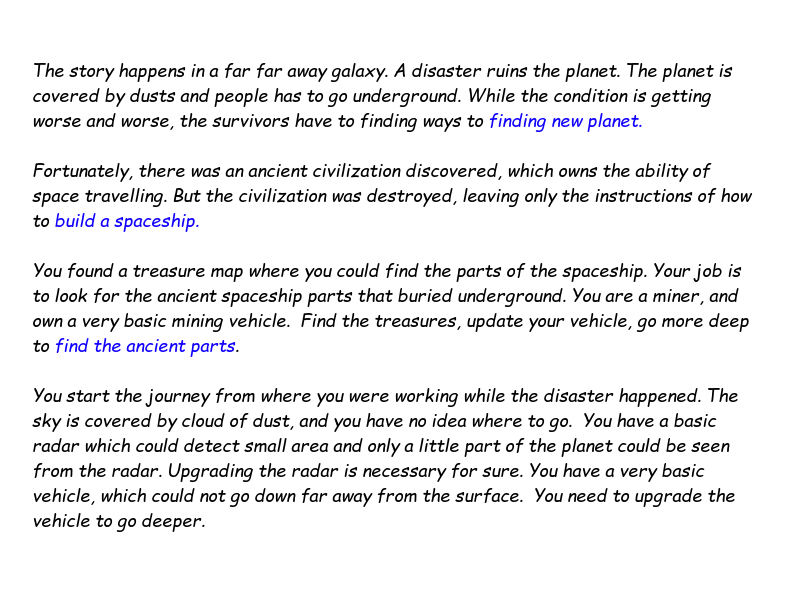 The story happens in a far far away galaxy. A disaster ruins the planet. The planet is
covered by dusts and people has to go underground. While the condition is getting
worse and worse, the survivors have to finding ways to finding new planet.
Fortunately, there was an ancient civilization discovered, which owns the ability of
space travelling. But the civilization was destroyed, leaving only the instructions of how
to build a spaceship.
You found a treasure map where you could find the parts of the spaceship. Your job is
to look for the ancient spaceship parts that buried underground. You are a miner, and
own a very basic mining vehicle.  Find the treasures, update your vehicle, go more deep
to find the ancient parts.
You start the journey from where you were working while the disaster happened. The
sky is covered by cloud of dust, and you have no idea where to go.  You have a basic
radar which could detect small area and only a little part of the planet could be seen
from the radar. Upgrading the radar is necessary for sure. You have a very basic
vehicle, which could not go down far away from the surface.  You need to upgrade the
vehicle to go deeper.